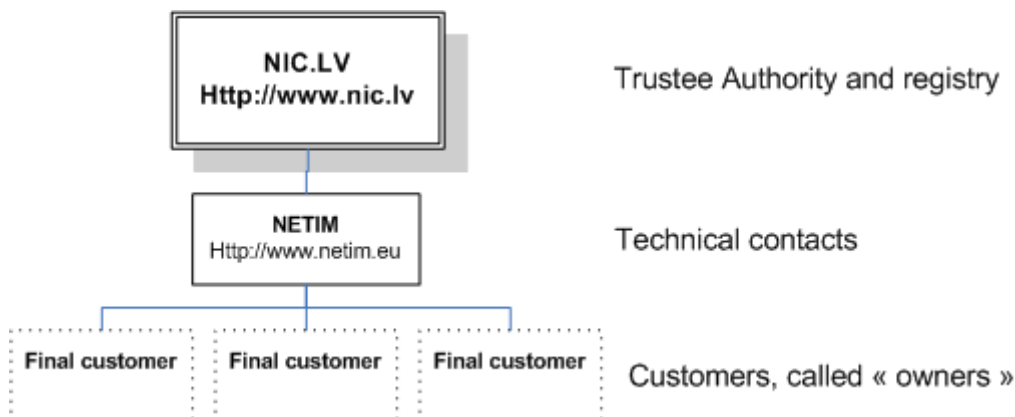 NIC.LV
Http://www.nic.lv
Trustee Authority and registry
NETIM
Http://www.netim.eu
Technical contacts
Final customer
Final customer
Final customer
Customers, called « owners »